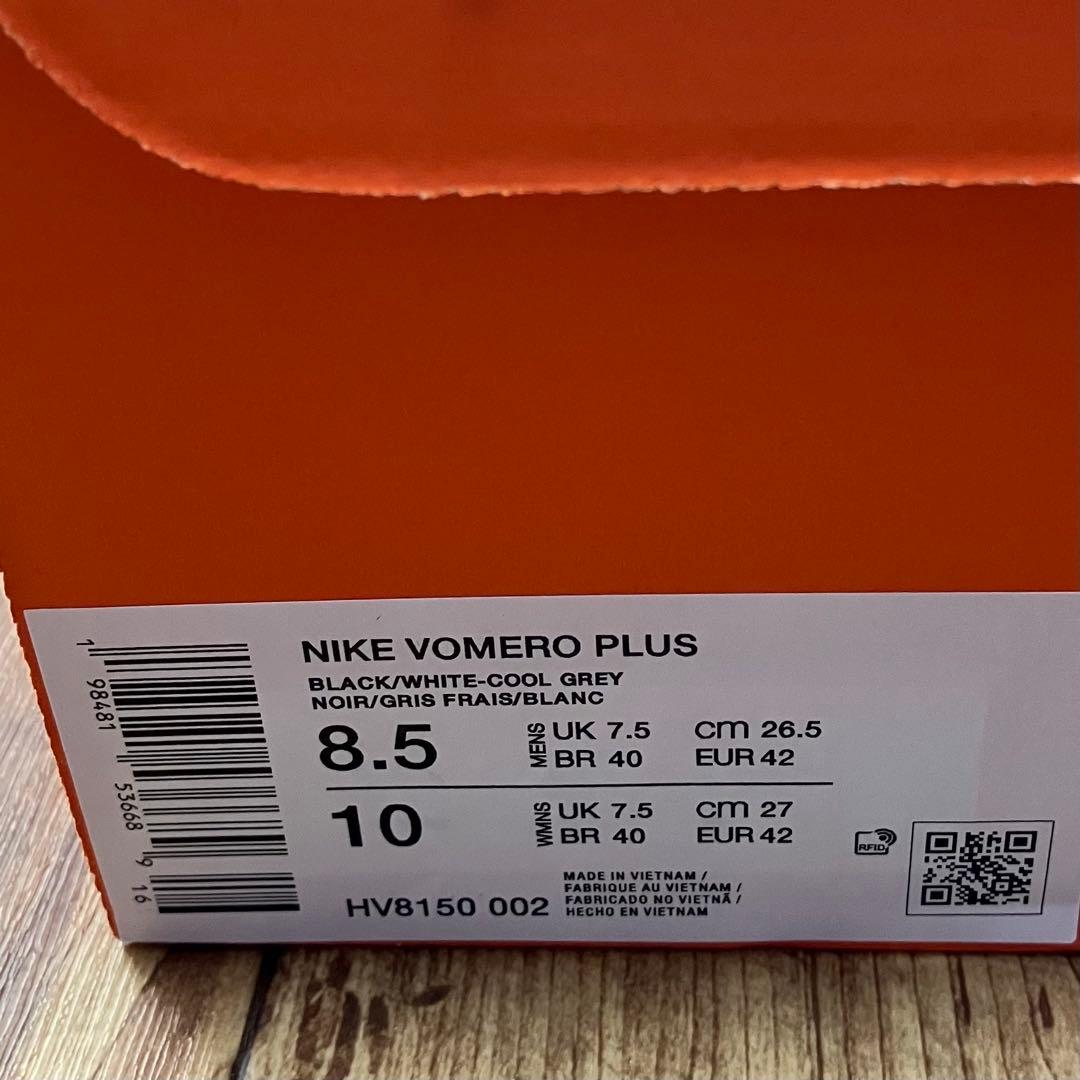 NIKE VOMERO PLUS
BLACK/WHITE-COOL GREY
NOIR/GRIS FRAIS/BLANC
8.5 MENS UK 7.5 cm 26.5
BR 40 EUR 42
10 WMNS UK 7.5 cm 27
BR 40 EUR 42
RFID
HV8150 002
MADE IN VIETNAM /
FABRIQUE AU VIETNAM /
FABRICADO NO VIETNÃ /
HECHO EN VIETNAM
1 98481 53668 9 16